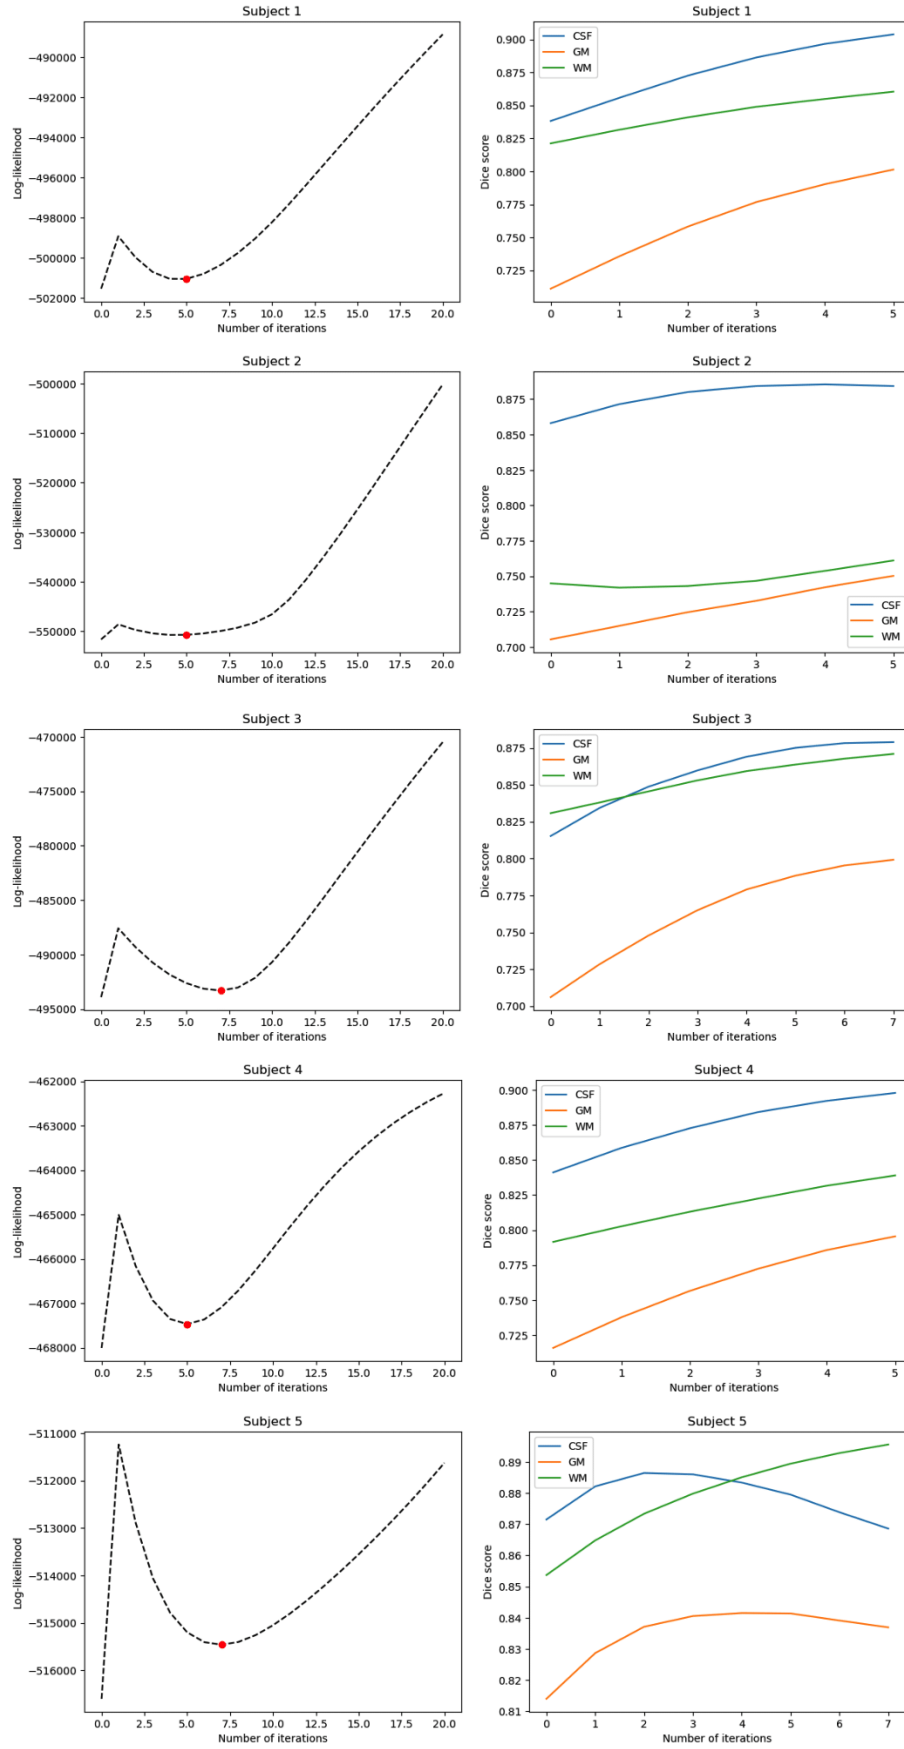 Subject 1
Log-likelihood
−490000
−492000
−494000
−496000
−498000
−500000
−502000
0.0 2.5 5.0 7.5 10.0 12.5 15.0 17.5 20.0
Number of iterations
Subject 1
Dice score
0.900
0.875
0.850
0.825
0.800
0.775
0.750
0.725
CSF
GM
WM
0 1 2 3 4 5
Number of iterations
Subject 2
Log-likelihood
−500000
−510000
−520000
−530000
−540000
−550000
0.0 2.5 5.0 7.5 10.0 12.5 15.0 17.5 20.0
Number of iterations
Subject 2
Dice score
0.875
0.850
0.825
0.800
0.775
0.750
0.725
0.700
CSF
GM
WM
0 1 2 3 4 5
Number of iterations
Subject 3
Log-likelihood
−470000
−475000
−480000
−485000
−490000
−495000
0.0 2.5 5.0 7.5 10.0 12.5 15.0 17.5 20.0
Number of iterations
Subject 3
Dice score
0.875
0.850
0.825
0.800
0.775
0.750
0.725
0.700
CSF
GM
WM
0 1 2 3 4 5 6 7
Number of iterations
Subject 4
Log-likelihood
−462000
−463000
−464000
−465000
−466000
−467000
−468000
0.0 2.5 5.0 7.5 10.0 12.5 15.0 17.5 20.0
Number of iterations
Subject 4
Dice score
0.900
0.875
0.850
0.825
0.800
0.775
0.750
0.725
CSF
GM
WM
0 1 2 3 4 5
Number of iterations
Subject 5
Log-likelihood
−511000
−512000
−513000
−514000
−515000
−516000
0.0 2.5 5.0 7.5 10.0 12.5 15.0 17.5 20.0
Number of iterations
Subject 5
Dice score
0.89
0.88
0.87
0.86
0.85
0.84
0.83
0.82
0.81
CSF
GM
WM
0 1 2 3 4 5 6 7
Number of iterations